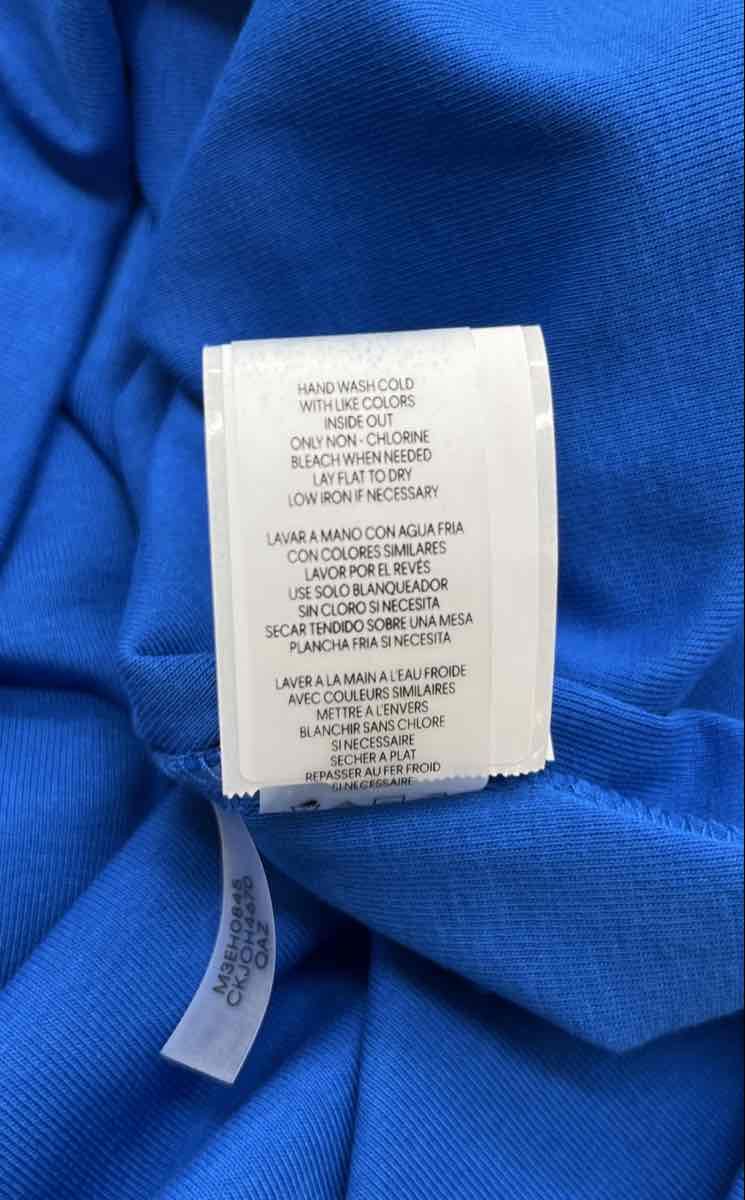 HAND WASH COLD
WITH LIKE COLORS
INSIDE OUT
ONLY NON - CHLORINE
BLEACH WHEN NEEDED
LAY FLAT TO DRY
LOW IRON IF NECESSARY
LAVAR A MANO CON AGUA FRIA
CON COLORES SIMILARES
LAVOR POR EL REVÉS
USE SOLO BLANQUEADOR
SIN CLORO SI NECESITA
SECAR TENDIDO SOBRE UNA MESA
PLANCHA FRIA SI NECESITA
LAVER A LA MAIN A L'EAU FROIDE
AVEC COULEURS SIMILAIRES
METTRE A L'ENVERS
BLANCHIR SANS CHLORE
SI NECESSAIRE
SECHER A PLAT
REPASSER AU FER FROID
SI NECESSAIRE
M3EH0845
CKJOH4670
OAZ